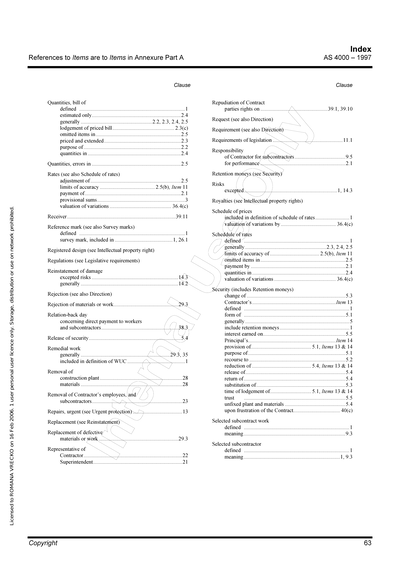 Index
References to Items are to Items in Annexure Part A
AS 4000 – 1997
Clause
Quantities, bill of
defined ...1
estimated only...2.4
generally...2.2, 2.3, 2.4, 2.5
lodgement of priced bill...2.3(c)
omitted items in...2.5
priced and extended...2.3
purpose of...2.2
quantities in...2.4
Quantities, errors in...2.5
Rates (see also Schedule of rates)
adjustment of...2.5
limits of accuracy ...2.5(b), Item 11
payment of...2.1
provisional sums...3
valuation of variations...36.4(c)
Receiver...39.11
Reference mark (see also Survey marks)
defined ...1
survey mark, included in...1, 26.1
Registered design (see Intellectual property right)
Regulations (see Legislative requirements)
Reinstatement of damage
excepted risks...14.3
generally...14.2
Rejection (see also Direction)
Rejection of materials or work...29.3
Relation-back day
concerning direct payment to workers
and subcontractors...38.3
Release of security...5.4
Remedial work
generally...29.3, 35
included in definition of WUC...1
Removal of
construction plant...28
materials...28
Removal of Contractor's employees, and
subcontractors...23
Repairs, urgent (see Urgent protection)...13
Replacement (see Reinstatement)
Replacement of defective
materials or work...29.3
Representative of
Contractor...22
Superintendent...21
Clause
Repudiation of Contract
parties rights on...39.1, 39.10
Request (see also Direction)
Requirement (see also Direction)
Requirements of legislation...11.1
Responsibility
of Contractor for subcontractors...9.5
for performance...2.1
Retention moneys (see Security)
Risks
excepted...1, 14.3
Royalties (see Intellectual property rights)
Schedule of prices
included in definition of schedule of rates...1
valuation of variations by...36.4(c)
Scheddule of rates
defined ...1
generally...2.3, 2.4, 2.5
limits of accuracy of...2.5(b), Item 11
omitted items...2.5
payment by...2.1
quantities in...2.4
valuation of variations...36.4(c)
Security (includes Retention moneys)
change of...5.3
Contractor's...Item 13
defined ...1
form of...5.1
generally...5
include retention moneys...1
interest earned on...5.5
Principal's...Item 14
provision of...5.1, Items 13 & 14
purpose of...5.1
recourse to...5.2
reduction of...5.4, Items 13 & 14
release of...5.4
return of...5.4
substitution of...5.3
time of lodgement of...5.1, Items 13 & 14
trust...5.5
unfixed plant and materials...5.4
upon frustration of the Contract...40(c)
Selected subcontract work
defined ...1
meaning...9.3
Selected subcontractor
defined ...1
meaning...1, 9.3
Internal Use Only
Licensed to ROMANA VRECKO on 16 Feb 2006. 1 user personal user licence only. Storage, distribution or use on network prohibited.
Copyright
63